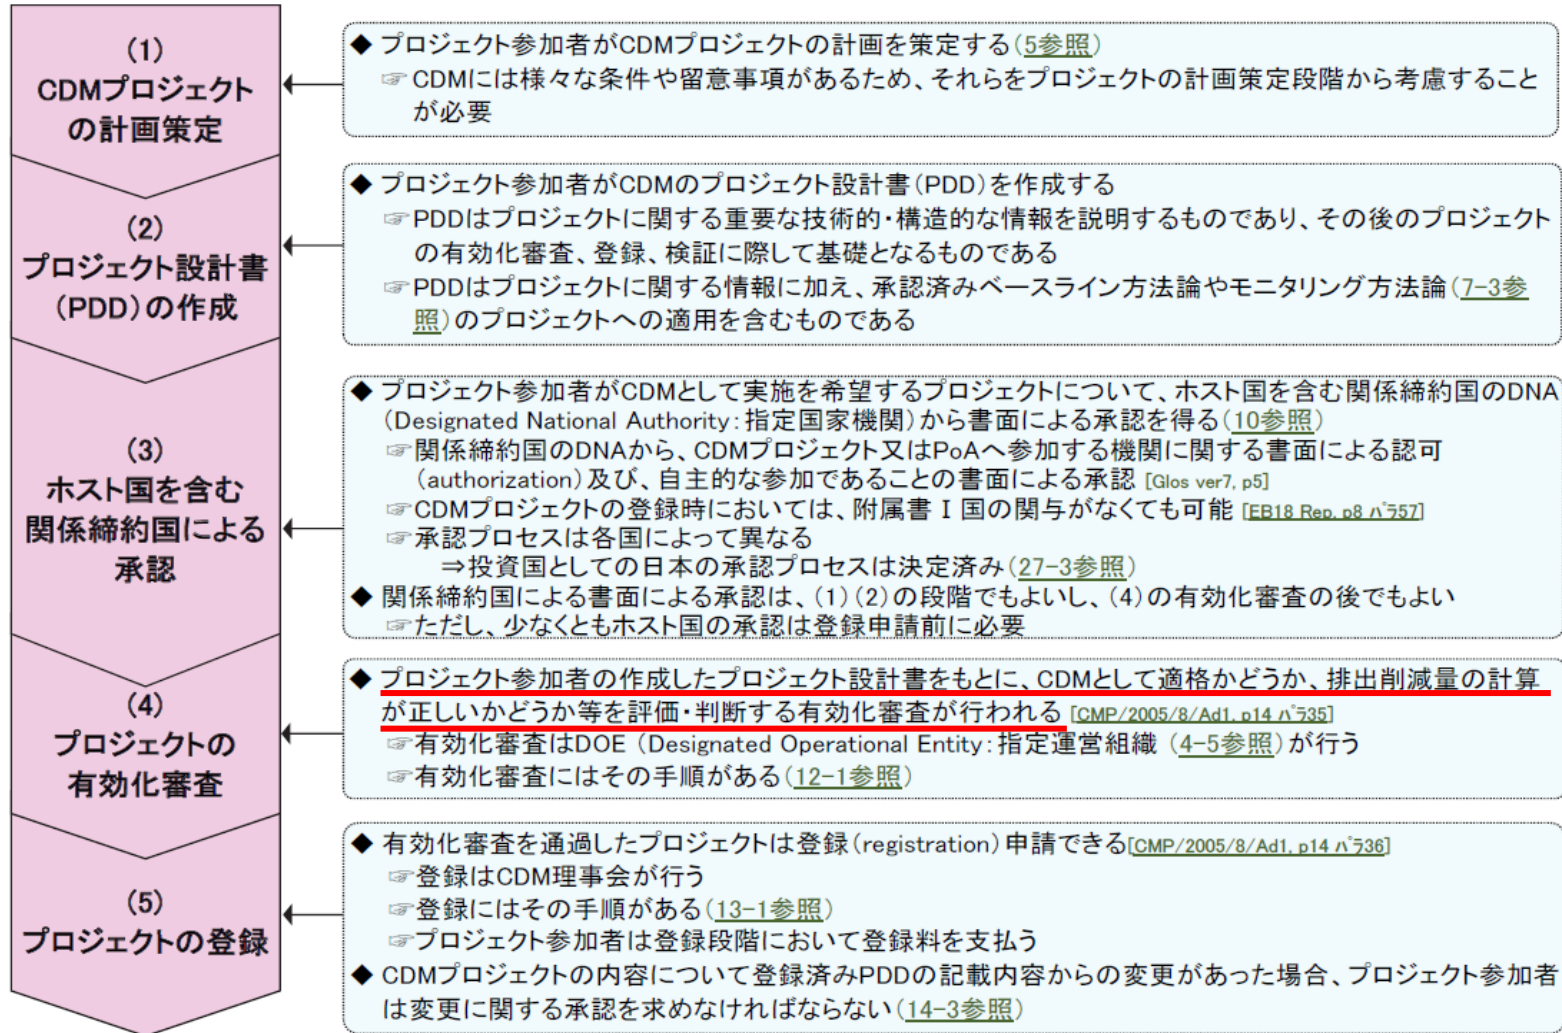 (1)
CDMプロジェクト
の計画策定
◆ プロジェクト参加者がCDMプロジェクトの計画を策定する(5参照)
☞CDMには様々な条件や留意事項があるため、それらをプロジェクトの計画策定段階から考慮すること
が必要
(2)
プロジェクト設計書
(PDD)の作成
◆ プロジェクト参加者がCDMのプロジェクト設計書(PDD)を作成する
☞PDDはプロジェクトに関する重要な技術的・構造的な情報を説明するものであり、その後のプロジェクト
の有効化審査、登録、検証に際して基礎となるものである
☞PDDはプロジェクトに関する情報に加え、承認済みベースライン方法論やモニタリング方法論(7-3参
照)のプロジェクトへの適用を含むものである
(3)
ホスト国を含む
関係締約国による
承認
◆ プロジェクト参加者がCDMとして実施を希望するプロジェクトについて、ホスト国を含む関係締約国のDNA
(Designated National Authority:指定国家機関)から書面による承認を得る(10参照)
☞関係締約国のDNAから、CDMプロジェクト又はPoAへ参加する機関に関する書面による認可
(authorization)及び、自主的な参加であることの書面による承認 [Glos ver7, p5]
☞CDMプロジェクトの登録時においては、附属書Ⅰ国の関与がなくても可能 [EB18 Rep, p8 パラ57]
☞承認プロセスは各国によって異なる
⇒投資国としての日本の承認プロセスは決定済み(27-3参照)
◆ 関係締約国による書面による承認は、(1)(2)の段階でもよいし、(4)の有効化審査の後でもよい
☞ただし、少なくともホスト国の承認は登録申請前に必要
(4)
プロジェクトの
有効化審査
◆ プロジェクト参加者の作成したプロジェクト設計書をもとに、CDMとして適格かどうか、排出削減量の計算
が正しいかどうか等を評価・判断する有効化審査が行われる [CMP/2005/8/Ad1, p14 パラ35]
☞有効化審査はDOE (Designated Operational Entity:指定運営組織 (4-5参照)が行う
☞有効化審査にはその手順がある(12-1参照)
(5)
プロジェクトの登録
◆ 有効化審査を通過したプロジェクトは登録(registration)申請できる[CMP/2005/8/Ad1, p14 パラ36]
☞登録はCDM理事会が行う
☞登録にはその手順がある(13-1参照)
☞プロジェクト参加者は登録段階において登録料を支払う
◆ CDMプロジェクトの内容について登録済みPDDの記載内容からの変更があった場合、プロジェクト参加者
は変更に関する承認を求めなければならない(14-3参照)